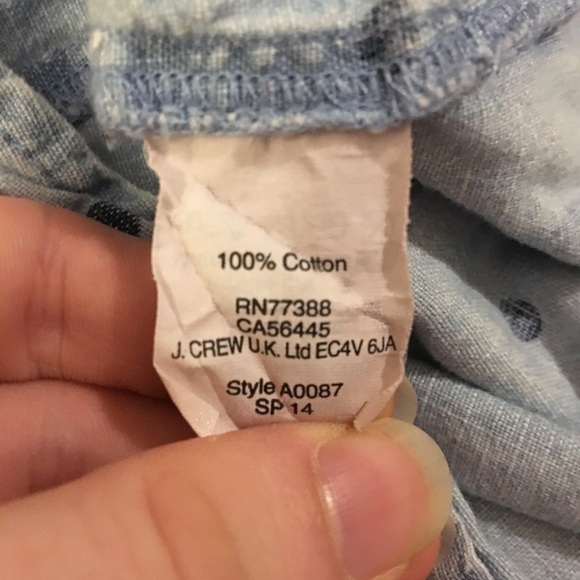 100% Cotton
RN77388
CA56445
J. CREW U.K. Ltd EC4V 6JA
Style A0087
SP 14